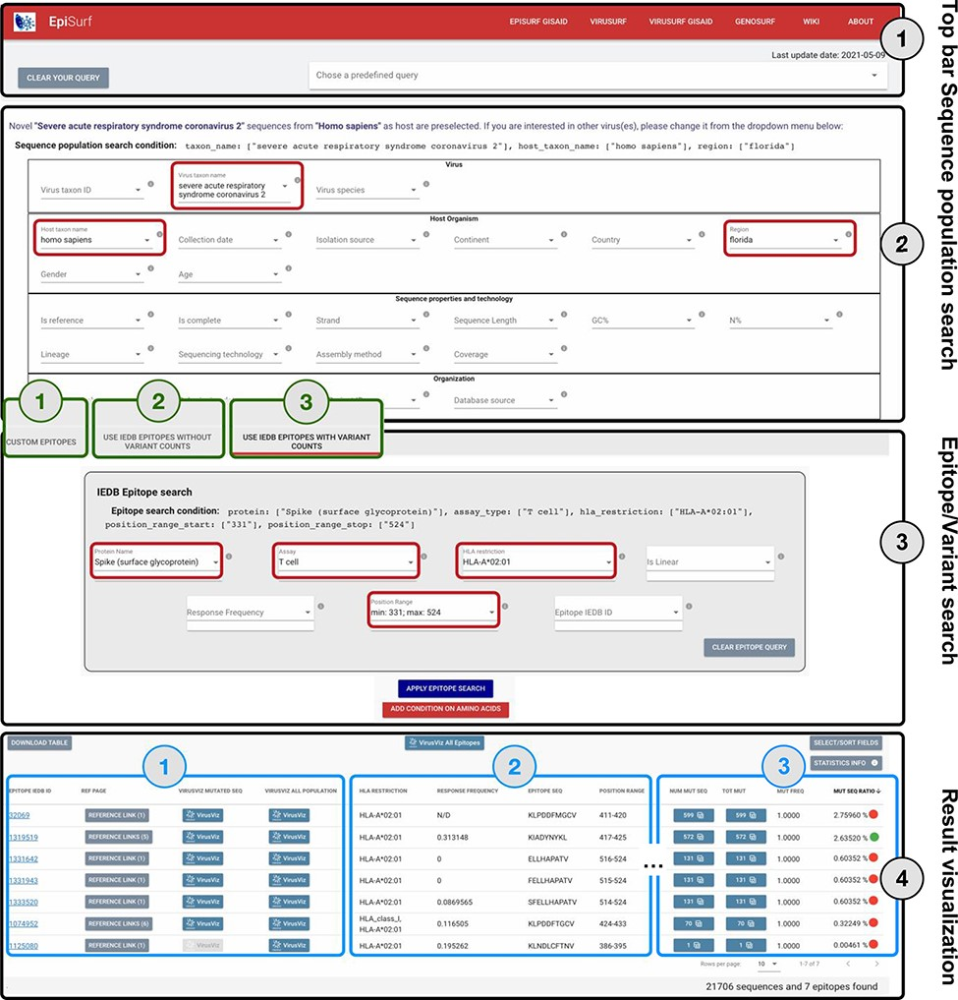 EpiSurf
EPISURF GISAID VIRUSURF VIRUSURF GISAID GENOSURF WIKI ABOUT
1
Last update date: 2021-05-09
CLEAR YOUR QUERY
Chose a predefined query
Top bar
Novel "Severe acute respiratory syndrome coronavirus 2" sequences from "Homo sapiens" as host are preselected. If you are interested in other virus(es), please change it from the dropdown menu below:
Sequence population search condition: taxon_name: ["severe acute respiratory syndrome coronavirus 2"], host_taxon_name: ["homo sapiens"], region: ["florida"]
Virus
Virus taxon ID
Virus taxon name
severe acute respiratory
syndrome coronavirus 2
Virus species
Host Organism
Host taxon name
homo sapiens
Collection date
Isolation source
Continent
Country
Region
florida
2
Gender
Age
Sequence properties and technology
Is reference
Is complete
Strand
Sequence Length
GC%
N%
Lineage
Sequencing technology
Assembly method
Coverage
Organization
Database source
Sequence population search
1
2
3
CUSTOM EPITOPES
USE IEDB EPITOPES WITHOUT
VARIANT COUNTS
USE IEDB EPITOPES WITH VARIANT
COUNTS
IEDB Epitope search
Epitope search condition: protein: ["Spike (surface glycoprotein)"], assay_type: ["T cell"], hla_restriction: ["HLA-A*02:01"],
position_range_start: ["331"], position_range_stop: ["524"]
3
Protein Name
Spike (surface glycoprotein)
Assay
T cell
HLA restriction
HLA-A*02:01
Is Linear
Response Frequency
Position Range
min: 331; max: 524
Epitope IEDB ID
CLEAR EPITOPE QUERY
APPLY EPITOPE SEARCH
ADD CONDITION ON AMINO ACIDS
Epitope/Variant search
DOWNLOAD TABLE
VirusViz All Epitopes
SELECT/SORT FIELDS
STATISTICS INFO
1
2
3
EPITOPE IEDB ID REF PAGE VIRUSVIZ MUTATED SEQ VIRUSVIZ ALL POPULATION HLA RESTRICTION RESPONSE FREQUENCY EPITOPE SEQ POSITION RANGE NUM MUT SEQ TOT MUT MUT FREQ MUT SEQ RATIO
32069 REFERENCE LINK (1) VirusViz VirusViz HLA-A*02:01 N/D KLPDDFMGCV 411-420 599 599 1.0000 2.75960 %
1319519 REFERENCE LINKS (5) VirusViz VirusViz HLA-A*02:01 0.313148 KIADYNYKL 417-425 572 572 1.0000 2.63520 %
1331642 REFERENCE LINK (1) VirusViz VirusViz HLA-A*02:01 0 ELLHAPATV 516-524 131 131 1.0000 0.60352 %
...
1331943 REFERENCE LINK (1) VirusViz VirusViz HLA-A*02:01 0 FELLHAPATV 515-524 131 131 1.0000 0.60352 %
4
1333520 REFERENCE LINK (1) VirusViz VirusViz HLA-A*02:01 0.0869565 SFELLHAPATV 514-524 131 131 1.0000 0.60352 %
1074952 REFERENCE LINKS (6) VirusViz VirusViz HLA_class_I,
HLA-A*02:01 0.116505 KLPDDFTGCV 424-433 70 70 1.0000 0.32249 %
1125080 REFERENCE LINK (1) VirusViz VirusViz HLA-A*02:01 0.195262 KLNDLCFTNV 386-395 1 1 1.0000 0.00461 %
Rows per page: 10 1-7 of 7
21706 sequences and 7 epitopes found
Result visualization